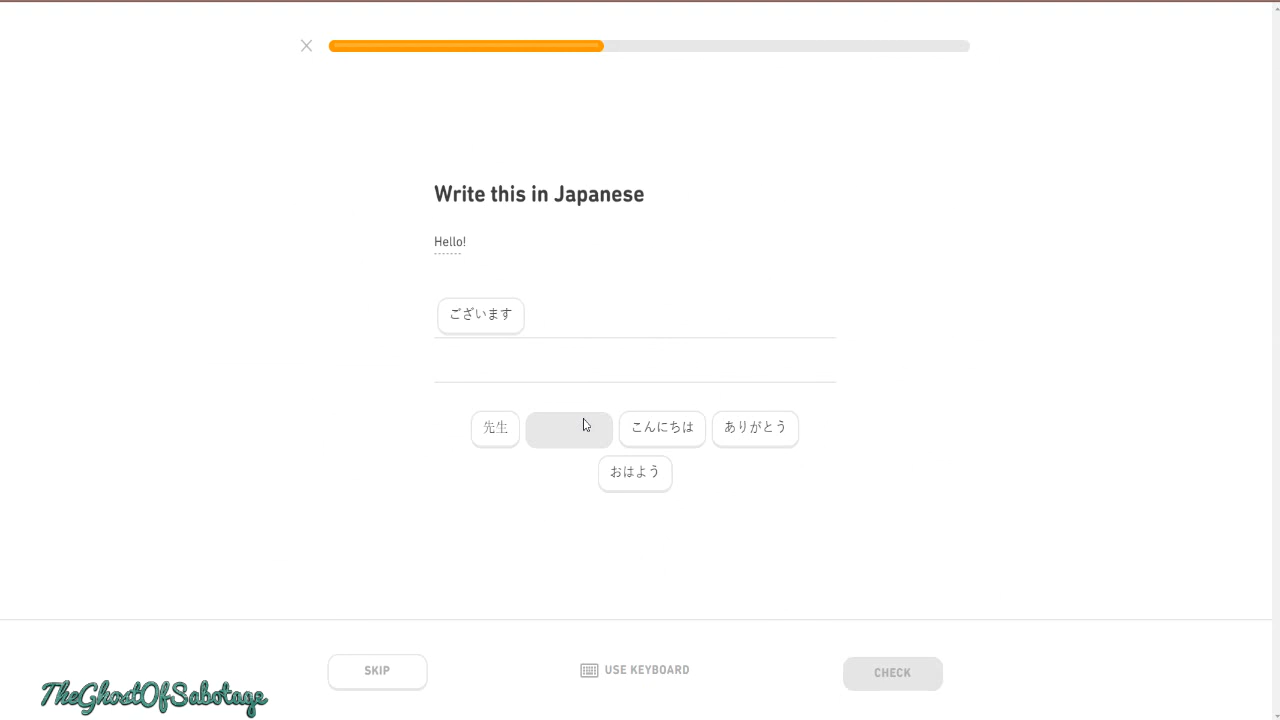 Write this in Japanese
Hello!
ございます
先生 こんにちは ありがとう
おはよう
SKIP USE KEYBOARD CHECK
TheGhostOfSabotage